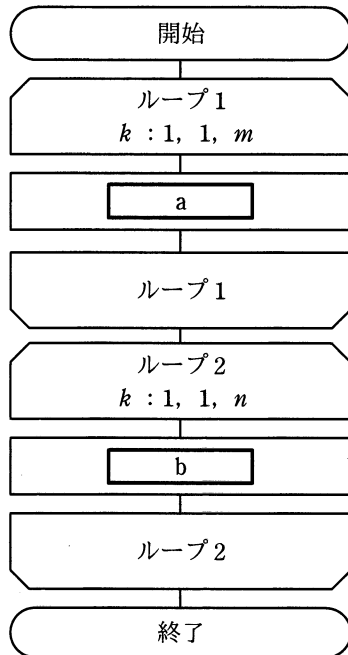 開始
ループ1
k : 1, 1, m
a
ループ1
ループ2
k : 1, 1, n
b
ループ2
終了